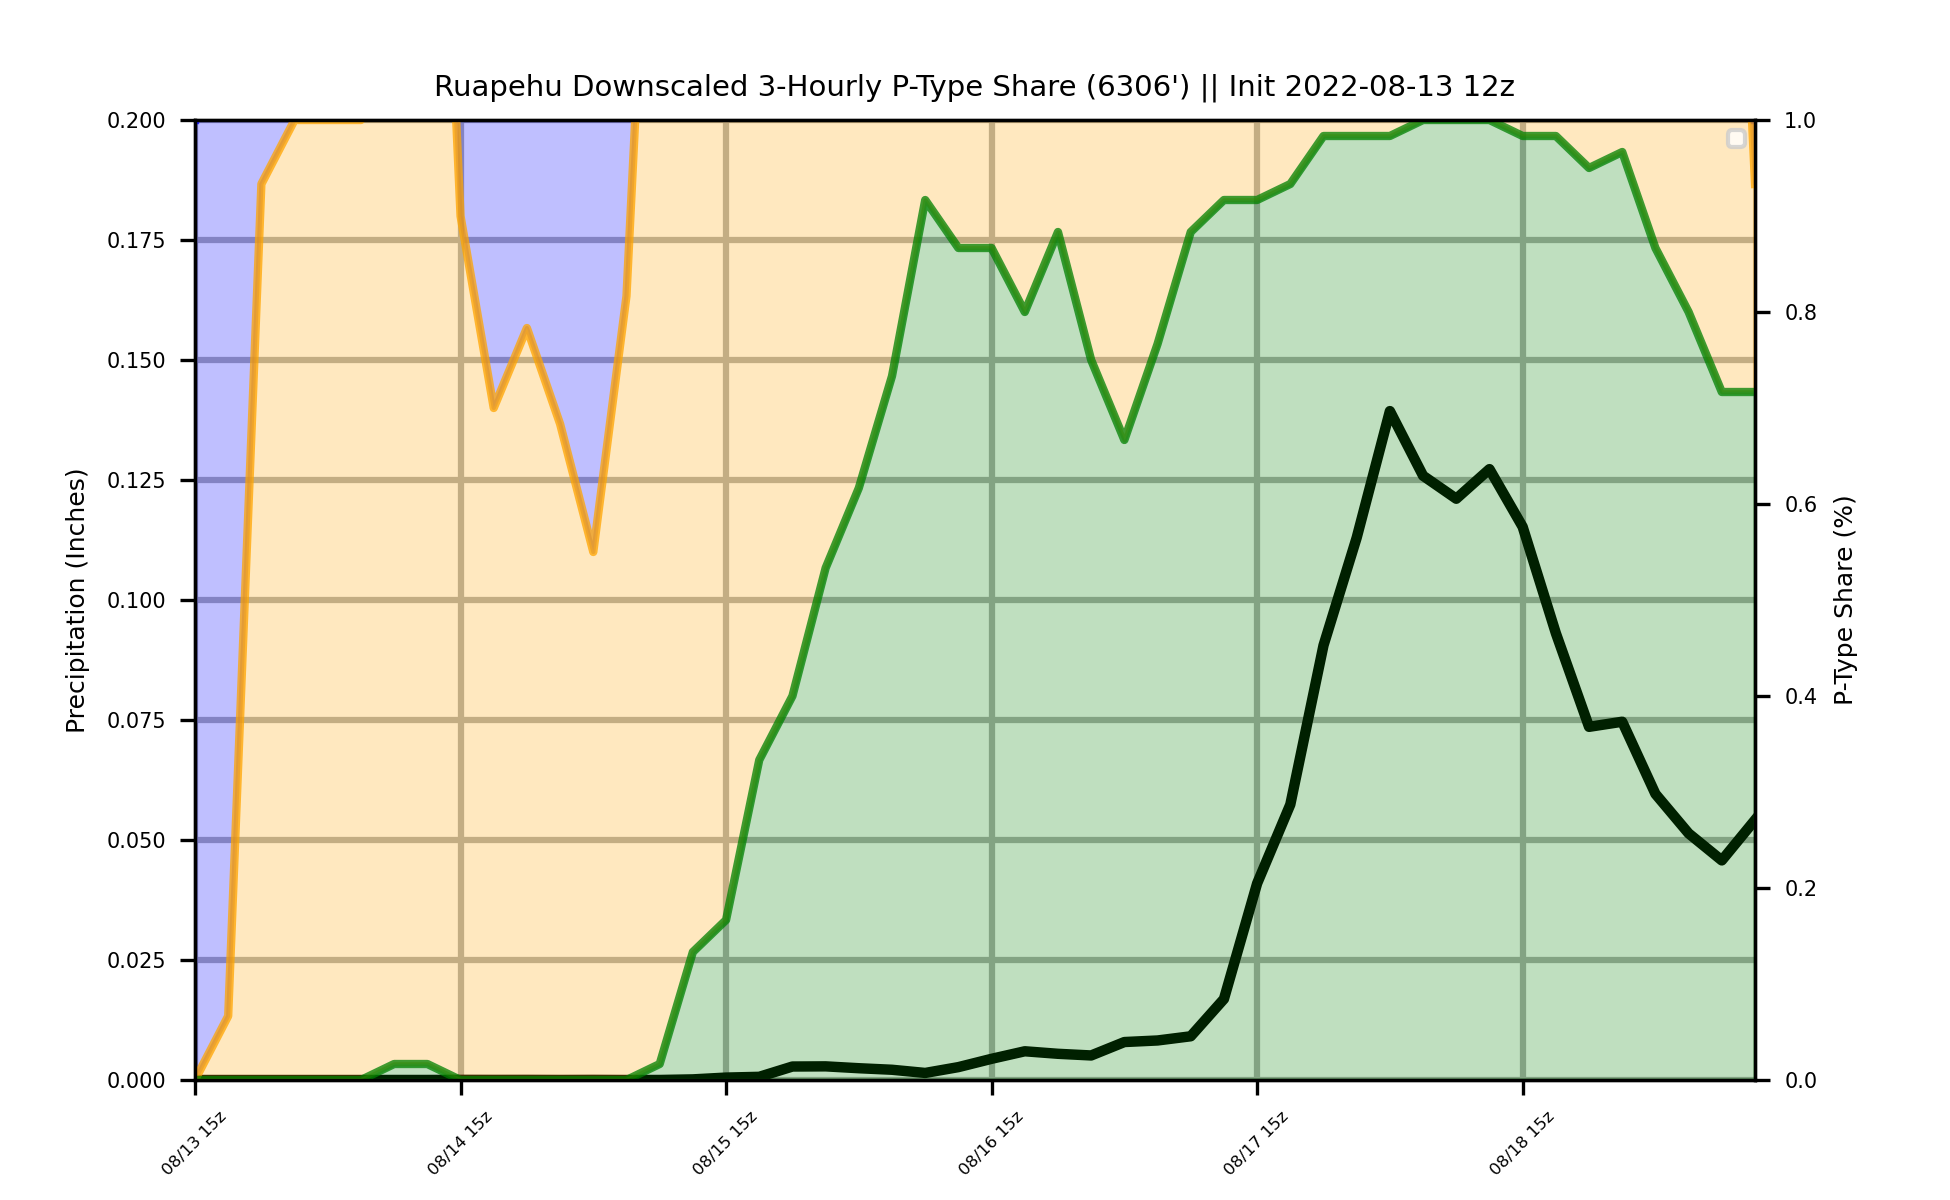 Ruapehu Downscaled 3-Hourly P-Type Share (6306') || Init 2022-08-13 12z
0.200
0.175
0.150
0.125
0.100
0.075
0.050
0.025
0.000
Precipitation (Inches)
1.0
0.8
0.6
0.4
0.2
0.0
P-Type Share (%)
08/13 15z
08/14 15z
08/15 15z
08/16 15z
08/17 15z
08/18 15z